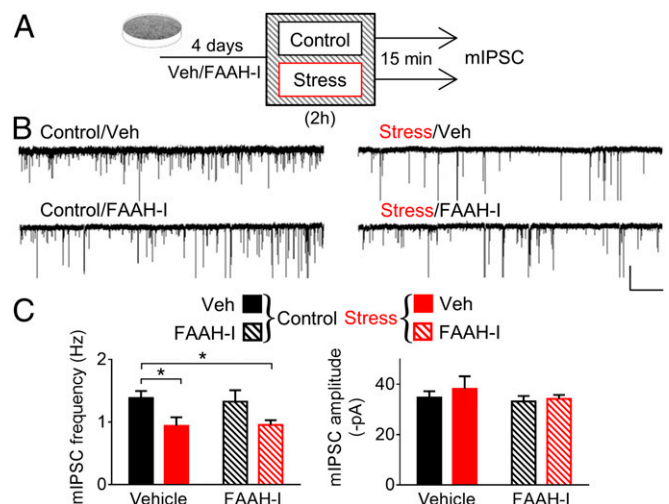 A
4 days
Veh/FAAH-I
Control
Stress
(2h)
15 min
mIPSC
B
Control/Veh
Stress/Veh
Control/FAAH-I
Stress/FAAH-I
C
Veh
FAAH-I
Control
Stress
Veh
FAAH-I
mIPSC frequency (Hz)
2
1
0
*
*
Vehicle
FAAH-I
mIPSC amplitude
(-pA)
40
20
0
Vehicle
FAAH-I